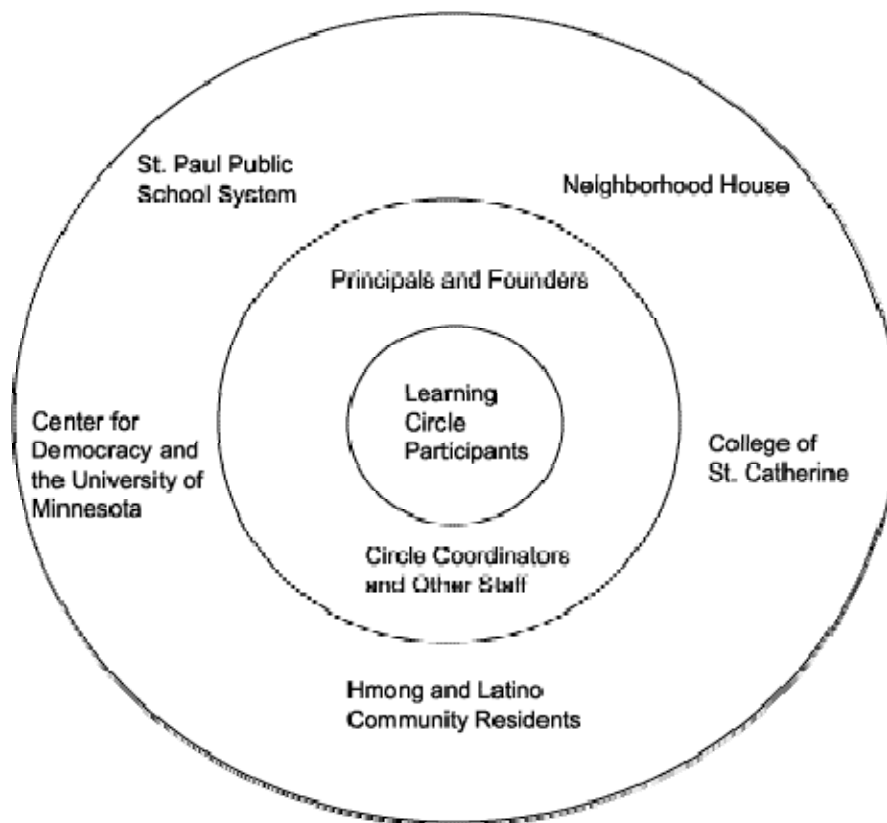 St. Paul Public
School System
Neighborhood House
Principals and Founders
Learning
Circle
Participants
Center for
Democracy and
the University of
Minnesota
College of
St. Catherine
Circle Coordinators
and Other Staff
Hmong and Latino
Community Residents